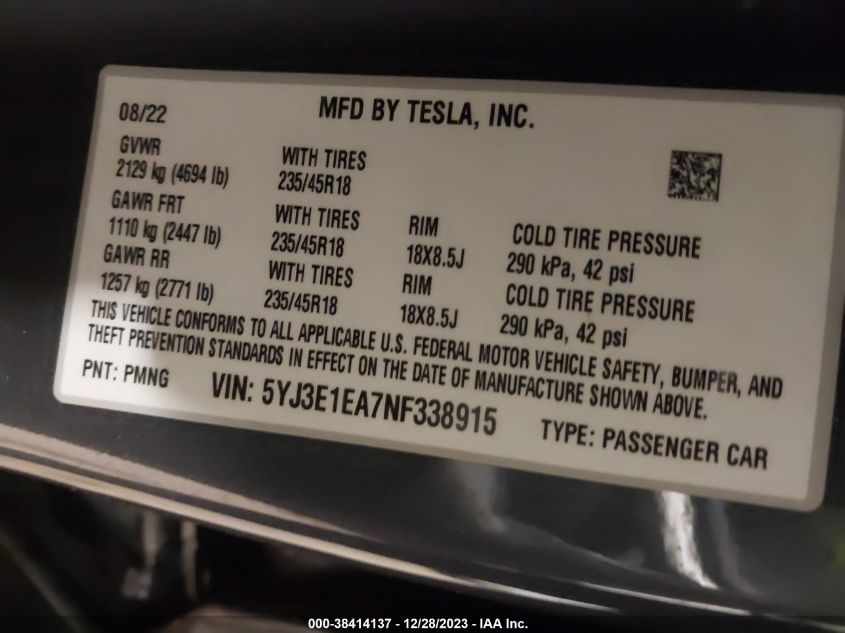 08/22 MFD BY TESLA, INC.
GVWR
2129 kg (4694 lb) WITH TIRES
235/45R18
GAWR FRT
1110 kg (2447 lb) WITH TIRES
235/45R18 RIM
18X8.5J COLD TIRE PRESSURE
290 kPa, 42 psi
GAWR RR
1257 kg (2771 lb) WITH TIRES
235/45R18 RIM
18X8.5J COLD TIRE PRESSURE
290 kPa, 42 psi
THIS VEHICLE CONFORMS TO ALL APPLICABLE U.S. FEDERAL MOTOR VEHICLE SAFETY, BUMPER, AND
THEFT PREVENTION STANDARDS IN EFFECT ON THE DATE OF MANUFACTURE SHOWN ABOVE.
PNT: PMNG VIN: 5YJ3E1EA7NF338915 TYPE: PASSENGER CAR
000-38414137 - 12/28/2023 - IAA Inc.